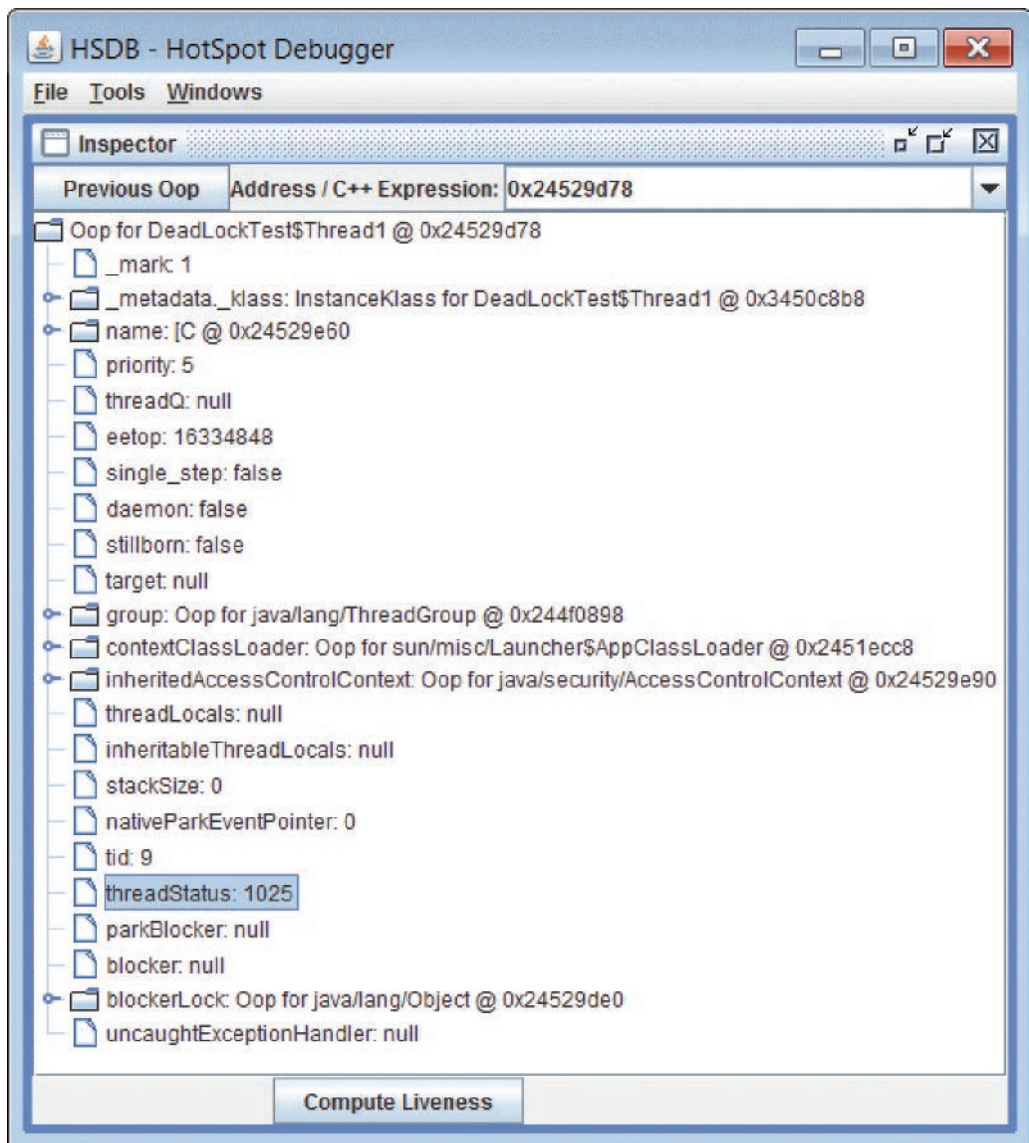 HSDB - HotSpot Debugger
File Tools Windows
Inspector
Previous Oop Address / C++ Expression: 0x24529d78
Oop for DeadLockTest$Thread1 @ 0x24529d78
_mark: 1
_metadata._klass: InstanceKlass for DeadLockTest$Thread1 @ 0x3450c8b8
name: [C @ 0x24529e60
priority: 5
threadQ: null
eetop: 16334848
single_step: false
daemon: false
stillborn: false
target: null
group: Oop for java/lang/ThreadGroup @ 0x244f0898
contextClassLoader: Oop for sun/misc/Launcher$AppClassLoader @ 0x2451ecc8
inheritedAccessControlContext: Oop for java/security/AccessControlContext @ 0x24529e90
threadLocals: null
inheritableThreadLocals: null
stackSize: 0
nativeParkEventPointer: 0
tid: 9
threadStatus: 1025
parkBlocker: null
blocker: null
blockerLock: Oop for java/lang/Object @ 0x24529de0
uncaughtExceptionHandler: null
Compute Liveness